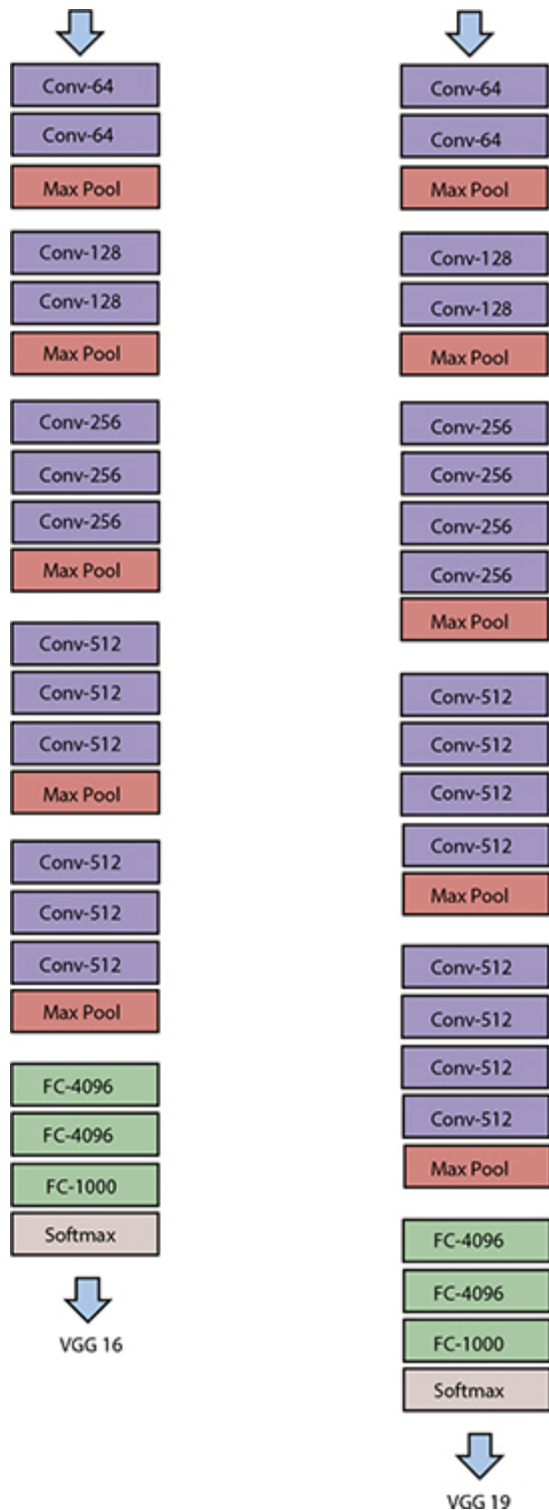 Conv-64
Conv-64
Max Pool
Conv-128
Conv-128
Max Pool
Conv-256
Conv-256
Conv-256
Max Pool
Conv-512
Conv-512
Conv-512
Max Pool
Conv-512
Conv-512
Conv-512
Max Pool
FC-4096
FC-4096
FC-1000
Softmax
VGG 16
Conv-64
Conv-64
Max Pool
Conv-128
Conv-128
Max Pool
Conv-256
Conv-256
Conv-256
Conv-256
Max Pool
Conv-512
Conv-512
Conv-512
Conv-512
Max Pool
Conv-512
Conv-512
Conv-512
Conv-512
Max Pool
FC-4096
FC-4096
FC-1000
Softmax
VGG 19